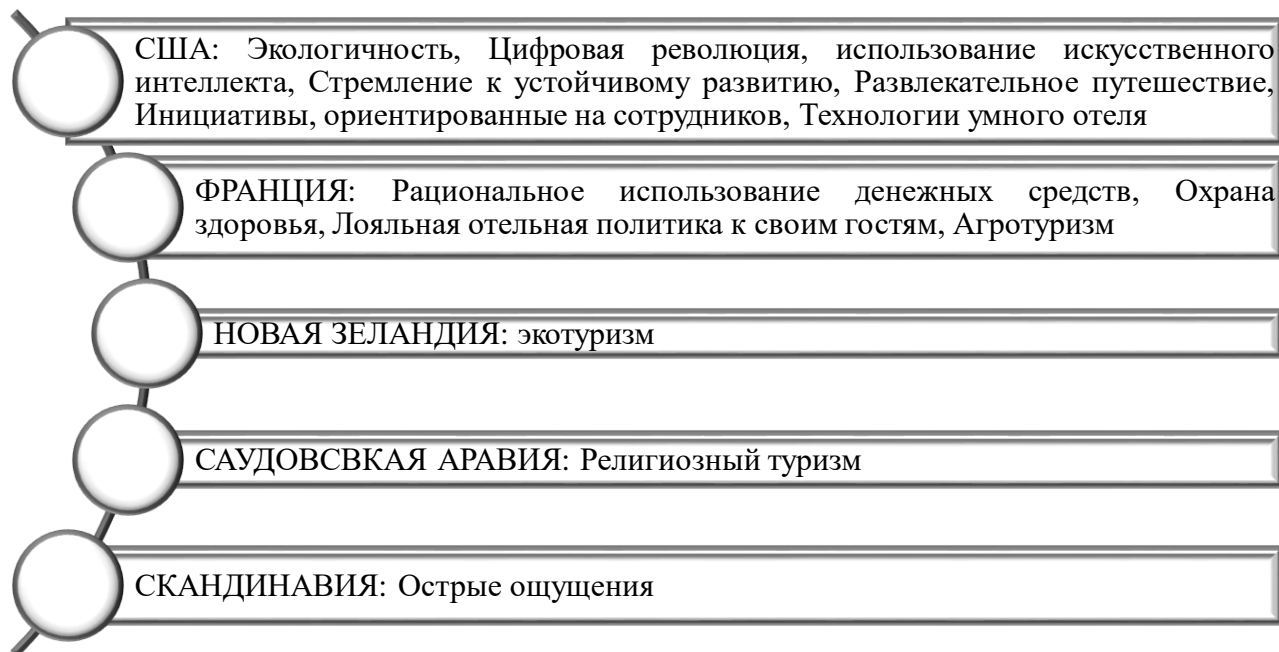 США: Экологичность, Цифровая революция, использование искусственного
интеллекта, Стремление к устойчивому развитию, Развлекательное путешествие,
Инициативы, ориентированные на сотрудников, Технологии умного отеля
ФРАНЦИЯ: Рациональное использование денежных средств, Охрана
здоровья, Лояльная отельная политика к своим гостям, Агротуризм
НОВАЯ ЗЕЛАНДИЯ: экотуризм
САУДОВСВКАЯ АРАВИЯ: Религиозный туризм
СКАНДИНАВИЯ: Острые ощущения